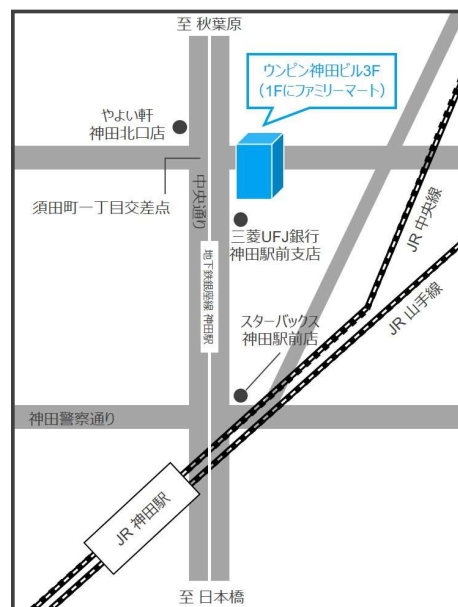 至 秋葉原
ウンピン神田ビル3F
（1Fにファミリーマート）
やよい軒
神田北口店
須田町一丁目交差点
中央通り
三菱UFJ銀行
神田駅前支店
JR 中央線
地下鉄銀座線 神田駅
JR 山手線
スターバックス
神田駅前店
神田警察通り
JR 神田駅
至 日本橋